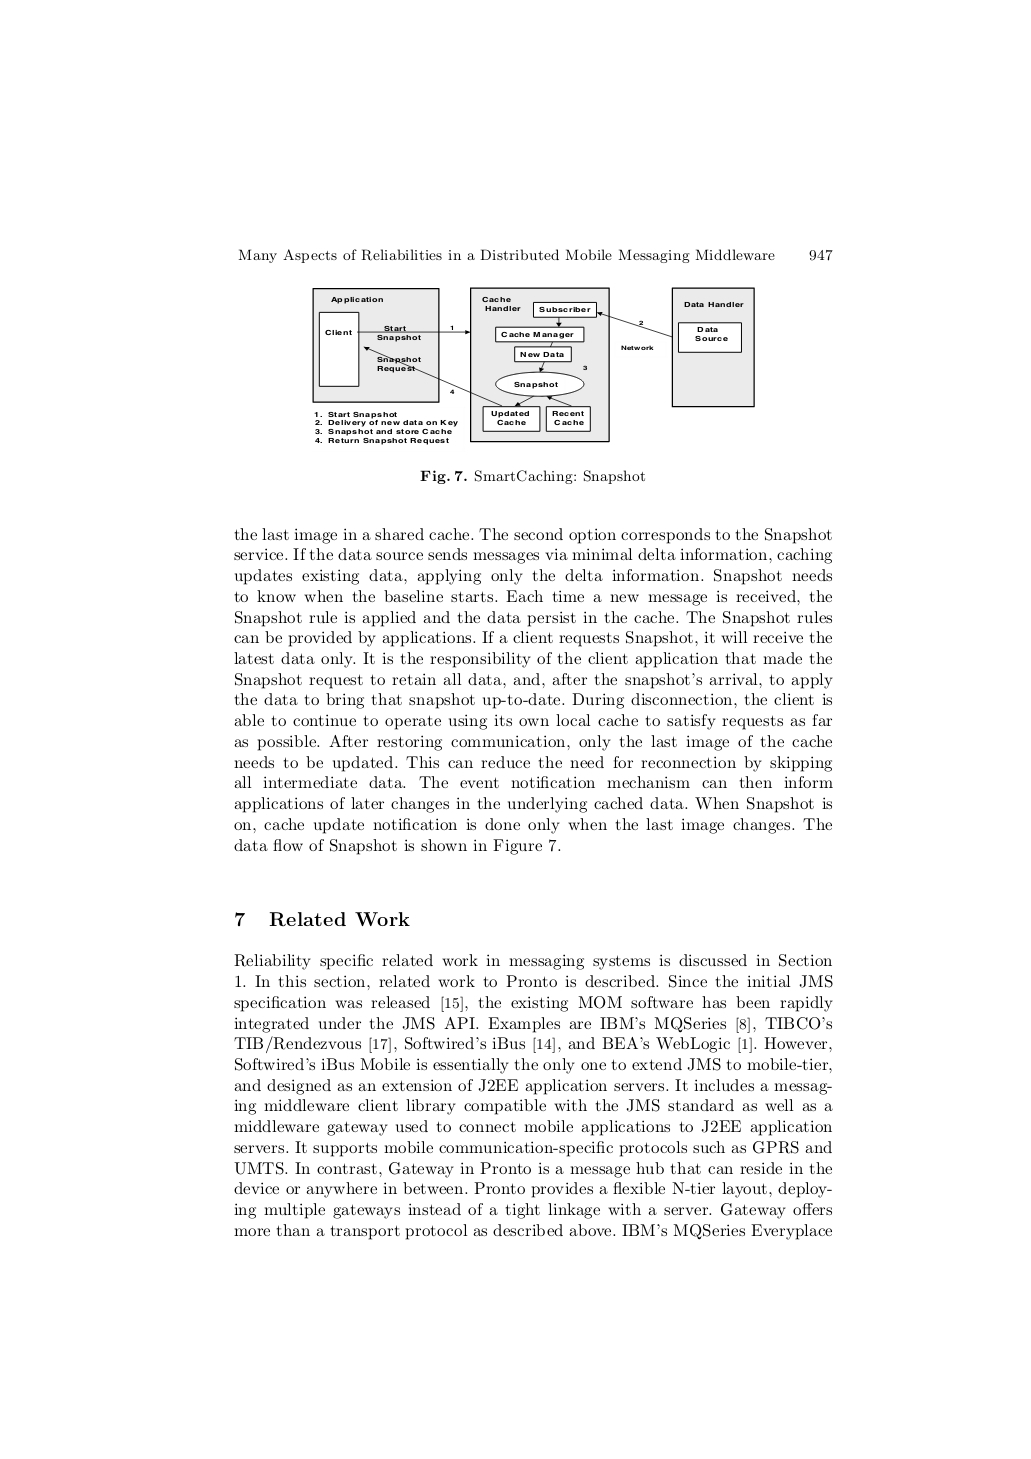 Many Aspects of Reliabilities in a Distributed Mobile Messaging Middleware 947
Application
Client
Start
Snapshot
Snapshot
Request
1
4
Cache
Handler
Subscriber
Cache Manager
New Data
3
Snapshot
Updated
Cache
Recent
Cache
2
Network
Data Handler
Data
Source
1. Start Snapshot
2. Delivery of new data on Key
3. Snapshot and store Cache
4. Return Snapshot Request
Fig. 7. SmartCaching: Snapshot
the last image in a shared cache. The second option corresponds to the Snapshot
service. If the data source sends messages via minimal delta information, caching
updates existing data, applying only the delta information. Snapshot needs
to know when the baseline starts. Each time a new message is received, the
Snapshot rule is applied and the data persist in the cache. The Snapshot rules
can be provided by applications. If a client requests Snapshot, it will receive the
latest data only. It is the responsibility of the client application that made the
Snapshot request to retain all data, and, after the snapshot's arrival, to apply
the data to bring that snapshot up-to-date. During disconnection, the client is
able to continue to operate using its own local cache to satisfy requests as far
as possible. After restoring communication, only the last image of the cache
needs to be updated. This can reduce the need for reconnection by skipping
all intermediate data. The event notification mechanism can then inform
applications of later changes in the underlying cached data. When Snapshot is
on, cache update notification is done only when the last image changes. The
data flow of Snapshot is shown in Figure 7.
7 Related Work
Reliability specific related work in messaging systems is discussed in Section
1. In this section, related work to Pronto is described. Since the initial JMS
specification was released [15], the existing MOM software has been rapidly
integrated under the JMS API. Examples are IBM's MQSeries [8], TIBCO's
TIB/Rendezvous [17], Softwired's iBus [14], and BEA's WebLogic [1]. However,
Softwired's iBus Mobile is essentially the only one to extend JMS to mobile-tier,
and designed as an extension of J2EE application servers. It includes a messag-
ing middleware client library compatible with the JMS standard as well as a
middleware gateway used to connect mobile applications to J2EE application
servers. It supports mobile communication-specific protocols such as GPRS and
UMTS. In contrast, Gateway in Pronto is a message hub that can reside in the
device or anywhere in between. Pronto provides a flexible N-tier layout, deploy-
ing multiple gateways instead of a tight linkage with a server. Gateway offers
more than a transport protocol as described above. IBM's MQSeries Everyplace